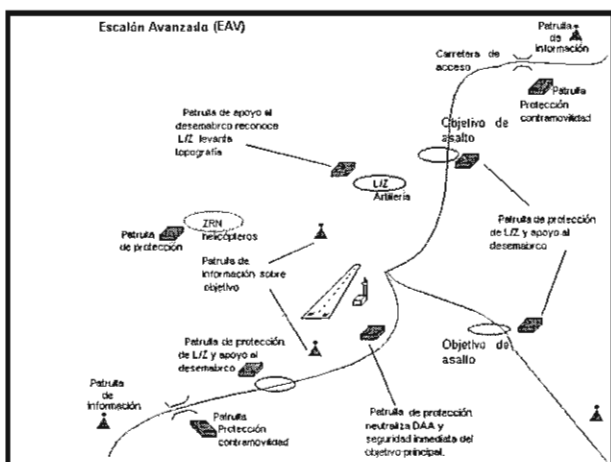 Escalón Avanzado (EAV)
Patrulla
de
información
Carretera de
acceso
Patrulla
Protección
contramovilidad
Patrulla de apoyo al
desembarco reconoce
L/Z levanta
topografía
Objetivo de
asalto
L/Z
Artillería
Patrulla de protección
de L/Z y apoyo al
desembarco
ZRN
helicópteros
Patrulla
de protección
Patrulla de
información sobre
objetivo
Patrulla de protección
de L/Z y apoyo al
desembarco
Objetivo de
asalto
Patrulla
de
información
Patrulla
Protección
contramovilidad
Patrulla de protección
neutraliza DAA y
seguridad inmediata del
objetivo principal.